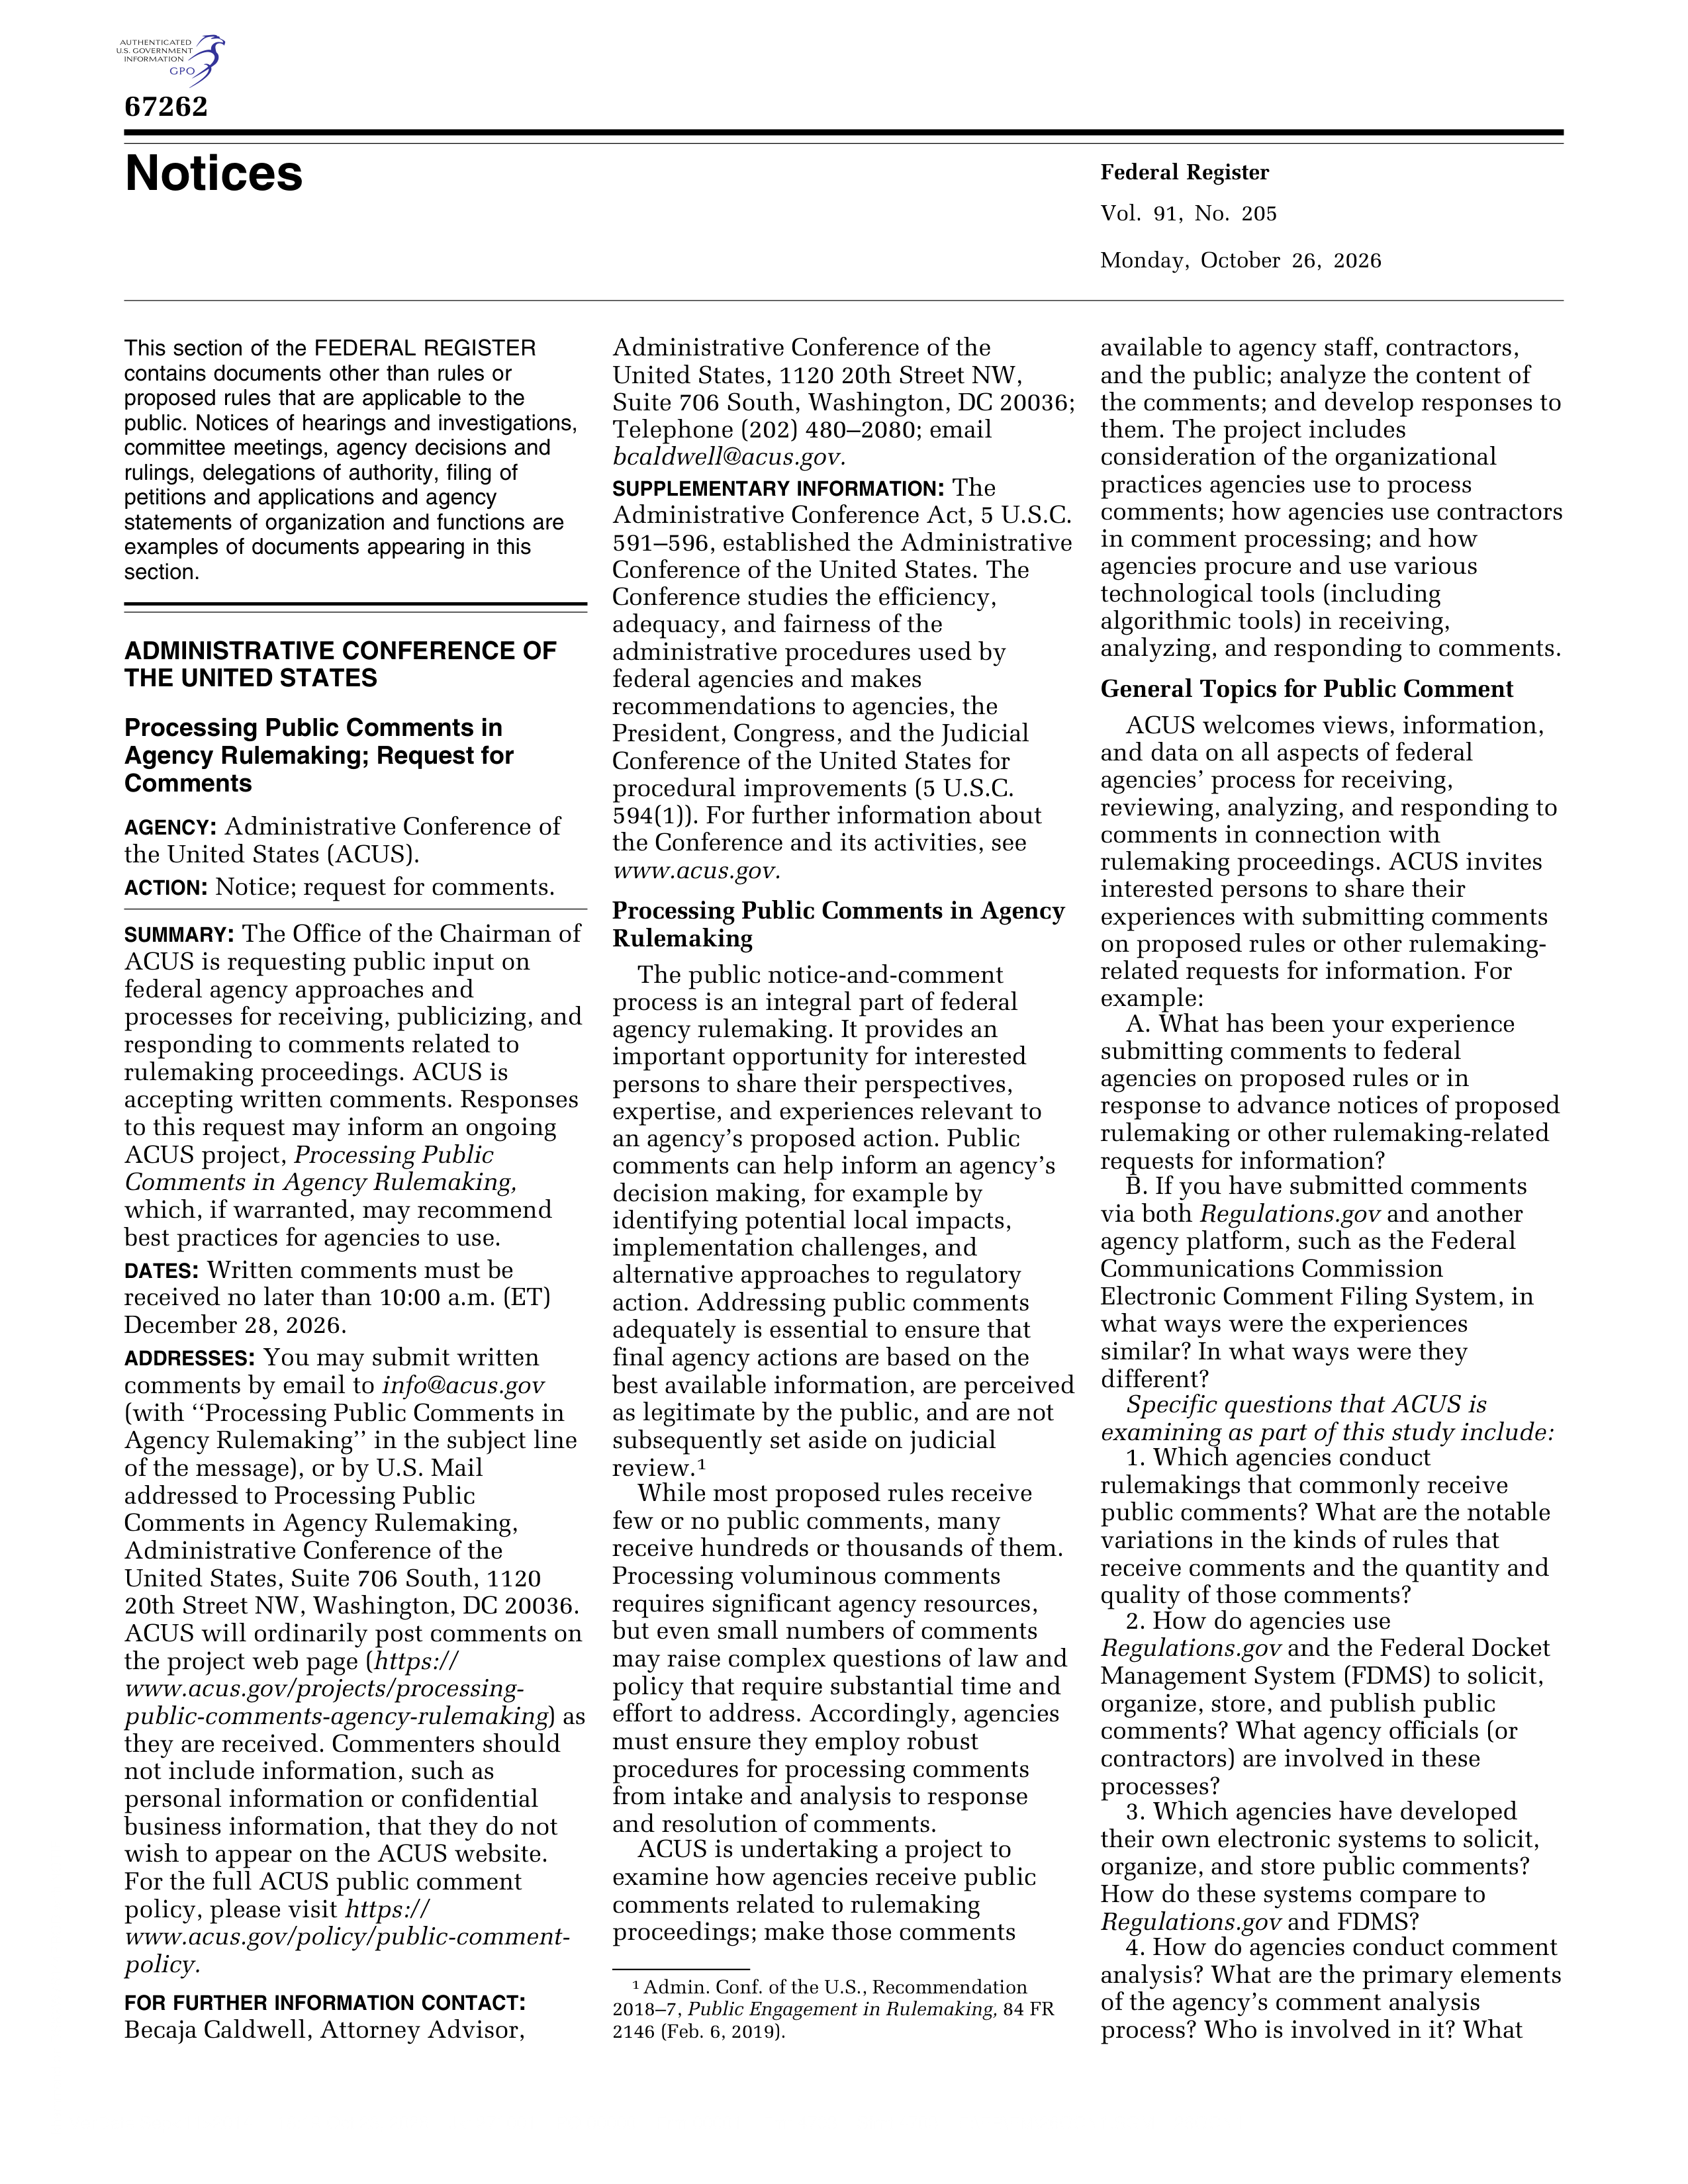 AUTHENTICATED
U.S. GOVERNMENT
INFORMATION
GPO
67262
Notices
Federal Register
Vol. 91, No. 205
Monday, October 26, 2026
This section of the FEDERAL REGISTER
contains documents other than rules or
proposed rules that are applicable to the
public. Notices of hearings and investigations,
committee meetings, agency decisions and
rulings, delegations of authority, filing of
petitions and applications and agency
statements of organization and functions are
examples of documents appearing in this
section.
ADMINISTRATIVE CONFERENCE OF
THE UNITED STATES
Processing Public Comments in
Agency Rulemaking; Request for
Comments
AGENCY: Administrative Conference of
the United States (ACUS).
ACTION: Notice; request for comments.
SUMMARY: The Office of the Chairman of
ACUS is requesting public input on
federal agency approaches and
processes for receiving, publicizing, and
responding to comments related to
rulemaking proceedings. ACUS is
accepting written comments. Responses
to this request may inform an ongoing
ACUS project, Processing Public
Comments in Agency Rulemaking,
which, if warranted, may recommend
best practices for agencies to use.
DATES: Written comments must be
received no later than 10:00 a.m. (ET)
December 28, 2026.
ADDRESSES: You may submit written
comments by email to info@acus.gov
(with ‘‘Processing Public Comments in
Agency Rulemaking’’ in the subject line
of the message), or by U.S. Mail
addressed to Processing Public
Comments in Agency Rulemaking,
Administrative Conference of the
United States, Suite 706 South, 1120
20th Street NW, Washington, DC 20036.
ACUS will ordinarily post comments on
the project web page (https://
www.acus.gov/projects/processing-
public-comments-agency-rulemaking) as
they are received. Commenters should
not include information, such as
personal information or confidential
business information, that they do not
wish to appear on the ACUS website.
For the full ACUS public comment
policy, please visit https://
www.acus.gov/policy/public-comment-
policy.
FOR FURTHER INFORMATION CONTACT:
Becaja Caldwell, Attorney Advisor,
Administrative Conference of the
United States, 1120 20th Street NW,
Suite 706 South, Washington, DC 20036;
Telephone (202) 480–2080; email
bcaldwell@acus.gov.
SUPPLEMENTARY INFORMATION: The
Administrative Conference Act, 5 U.S.C.
591–596, established the Administrative
Conference of the United States. The
Conference studies the efficiency,
adequacy, and fairness of the
administrative procedures used by
federal agencies and makes
recommendations to agencies, the
President, Congress, and the Judicial
Conference of the United States for
procedural improvements (5 U.S.C.
594(1)). For further information about
the Conference and its activities, see
www.acus.gov.
Processing Public Comments in Agency
Rulemaking
The public notice-and-comment
process is an integral part of federal
agency rulemaking. It provides an
important opportunity for interested
persons to share their perspectives,
expertise, and experiences relevant to
an agency’s proposed action. Public
comments can help inform an agency’s
decision making, for example by
identifying potential local impacts,
implementation challenges, and
alternative approaches to regulatory
action. Addressing public comments
adequately is essential to ensure that
final agency actions are based on the
best available information, are perceived
as legitimate by the public, and are not
subsequently set aside on judicial
review.¹
While most proposed rules receive
few or no public comments, many
receive hundreds or thousands of them.
Processing voluminous comments
requires significant agency resources,
but even small numbers of comments
may raise complex questions of law and
policy that require substantial time and
effort to address. Accordingly, agencies
must ensure they employ robust
procedures for processing comments
from intake and analysis to response
and resolution of comments.
ACUS is undertaking a project to
examine how agencies receive public
comments related to rulemaking
proceedings; make those comments
¹ Admin. Conf. of the U.S., Recommendation
2018–7, Public Engagement in Rulemaking, 84 FR
2146 (Feb. 6, 2019).
available to agency staff, contractors,
and the public; analyze the content of
the comments; and develop responses to
them. The project includes
consideration of the organizational
practices agencies use to process
comments; how agencies use contractors
in comment processing; and how
agencies procure and use various
technological tools (including
algorithmic tools) in receiving,
analyzing, and responding to comments.
General Topics for Public Comment
ACUS welcomes views, information,
and data on all aspects of federal
agencies’ process for receiving,
reviewing, analyzing, and responding to
comments in connection with
rulemaking proceedings. ACUS invites
interested persons to share their
experiences with submitting comments
on proposed rules or other rulemaking-
related requests for information. For
example:
A. What has been your experience
submitting comments to federal
agencies on proposed rules or in
response to advance notices of proposed
rulemaking or other rulemaking-related
requests for information?
B. If you have submitted comments
via both Regulations.gov and another
agency platform, such as the Federal
Communications Commission
Electronic Comment Filing System, in
what ways were the experiences
similar? In what ways were they
different?
Specific questions that ACUS is
examining as part of this study include:
1. Which agencies conduct
rulemakings that commonly receive
public comments? What are the notable
variations in the kinds of rules that
receive comments and the quantity and
quality of those comments?
2. How do agencies use
Regulations.gov and the Federal Docket
Management System (FDMS) to solicit,
organize, store, and publish public
comments? What agency officials (or
contractors) are involved in these
processes?
3. Which agencies have developed
their own electronic systems to solicit,
organize, and store public comments?
How do these systems compare to
Regulations.gov and FDMS?
4. How do agencies conduct comment
analysis? What are the primary elements
of the agency’s comment analysis
process? Who is involved in it? What